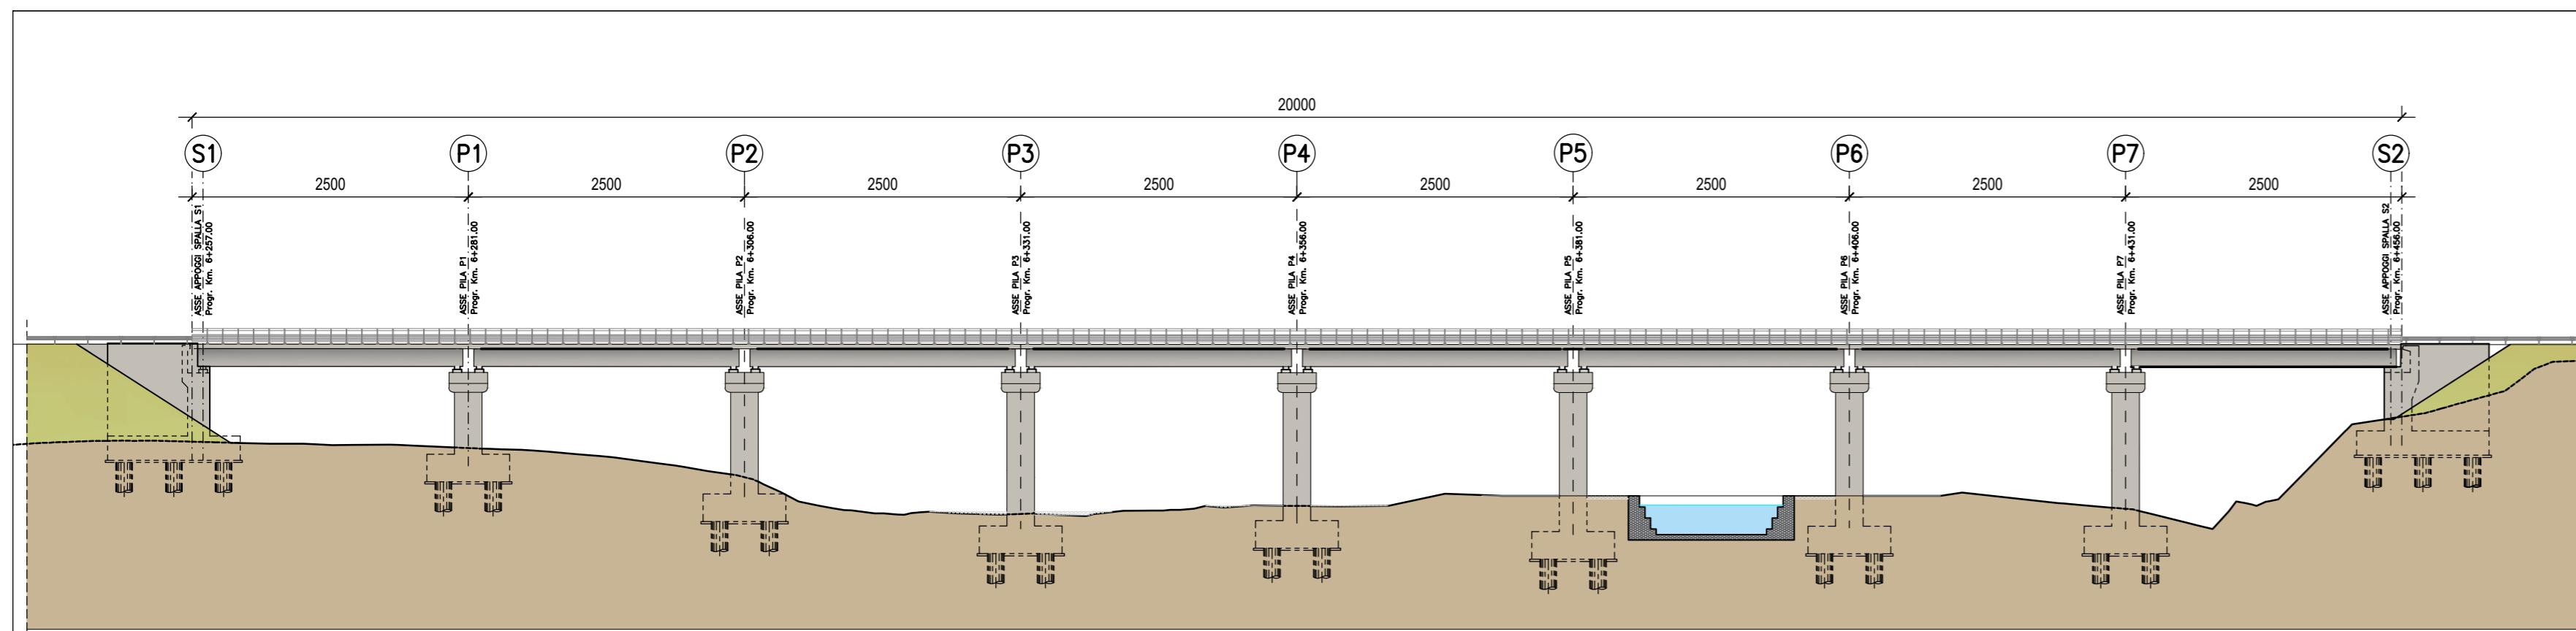 20000
S1
P1
P2
P3
P4
P5
P6
P7
S2
2500
2500
2500
2500
2500
2500
2500
2500
ASSE APPOGGI SPALLA S1
Progr. Km. 6+257.00
ASSE PILA P1
Progr. Km. 6+281.00
ASSE PILA P2
Progr. Km. 6+306.00
ASSE PILA P3
Progr. Km. 6+331.00
ASSE PILA P4
Progr. Km. 6+356.00
ASSE PILA P5
Progr. Km. 6+381.00
ASSE PILA P6
Progr. Km. 6+406.00
ASSE PILA P7
Progr. Km. 6+431.00
ASSE APPOGGI SPALLA S2
Progr. Km. 6+456.00